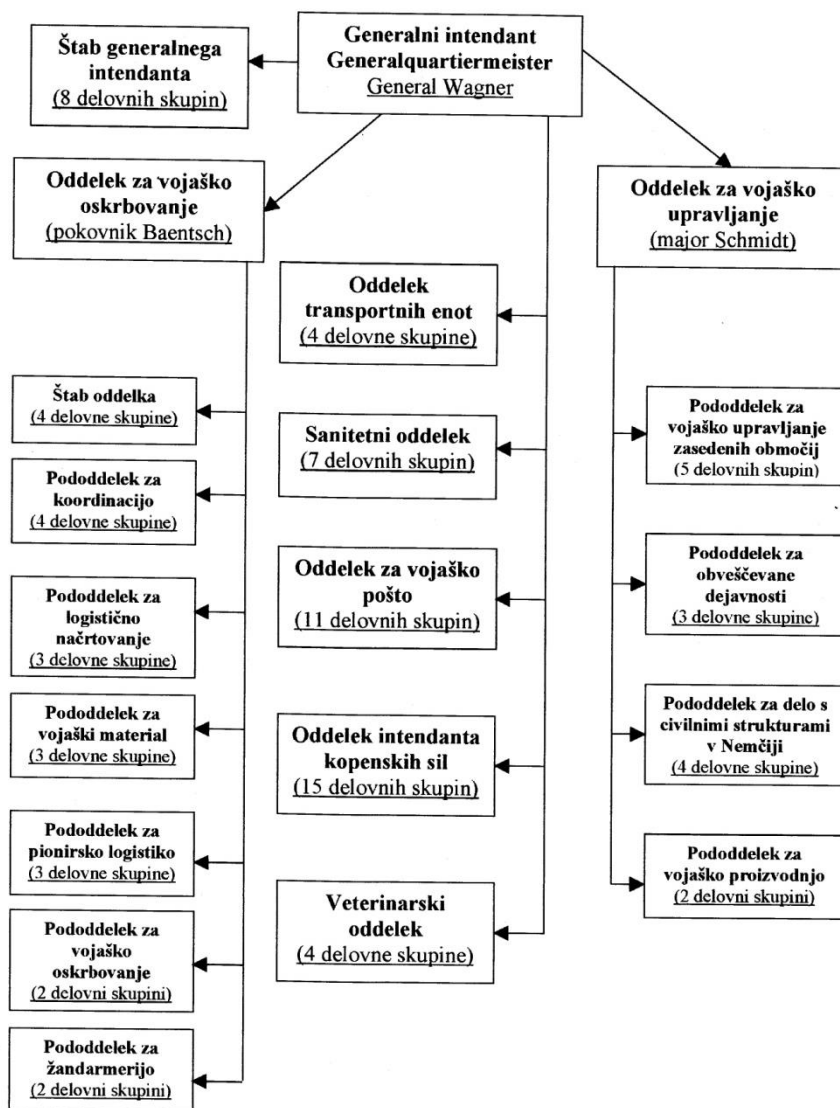 Štab generalnega
intendanta
(8 delovnih skupin)
Generalni intendant
Generalquartiermeister
General Wagner
Oddelek za vojaško
oskrbovanje
(pokovnik Baentsch)
Oddelek za vojaško
upravljanje
(major Schmidt)
Oddelek
transportnih enot
(4 delovne skupine)
Sanitetni oddelek
(7 delovnih skupin)
Oddelek za vojaško
pošto
(11 delovnih skupin)
Oddelek intendanta
kopenskih sil
(15 delovnih skupin)
Veterinarski
oddelek
(4 delovne skupine)
Štab oddelka
(4 delovne skupine)
Pododdelek za
koordinacijo
(4 delovne skupine)
Pododdelek za
logistično
načrtovanje
(3 delovne skupine)
Pododdelek za
vojaški material
(3 delovne skupine)
Pododdelek za
pionirsko logistiko
(3 delovne skupine)
Pododdelek za
vojaško
oskrbovanje
(2 delovni skupini)
Pododdelek za
žandarmerijo
(2 delovni skupini)
Pododdelek za
vojaško upravljanje
zasedenih območij
(5 delovnih skupin)
Pododdelek za
obveščevane
dejavnosti
(3 delovne skupine)
Pododdelek za delo s
civilnimi strukturami
v Nemčiji
(4 delovne skupine)
Pododdelek za
vojaško proizvodnjo
(2 delovni skupini)